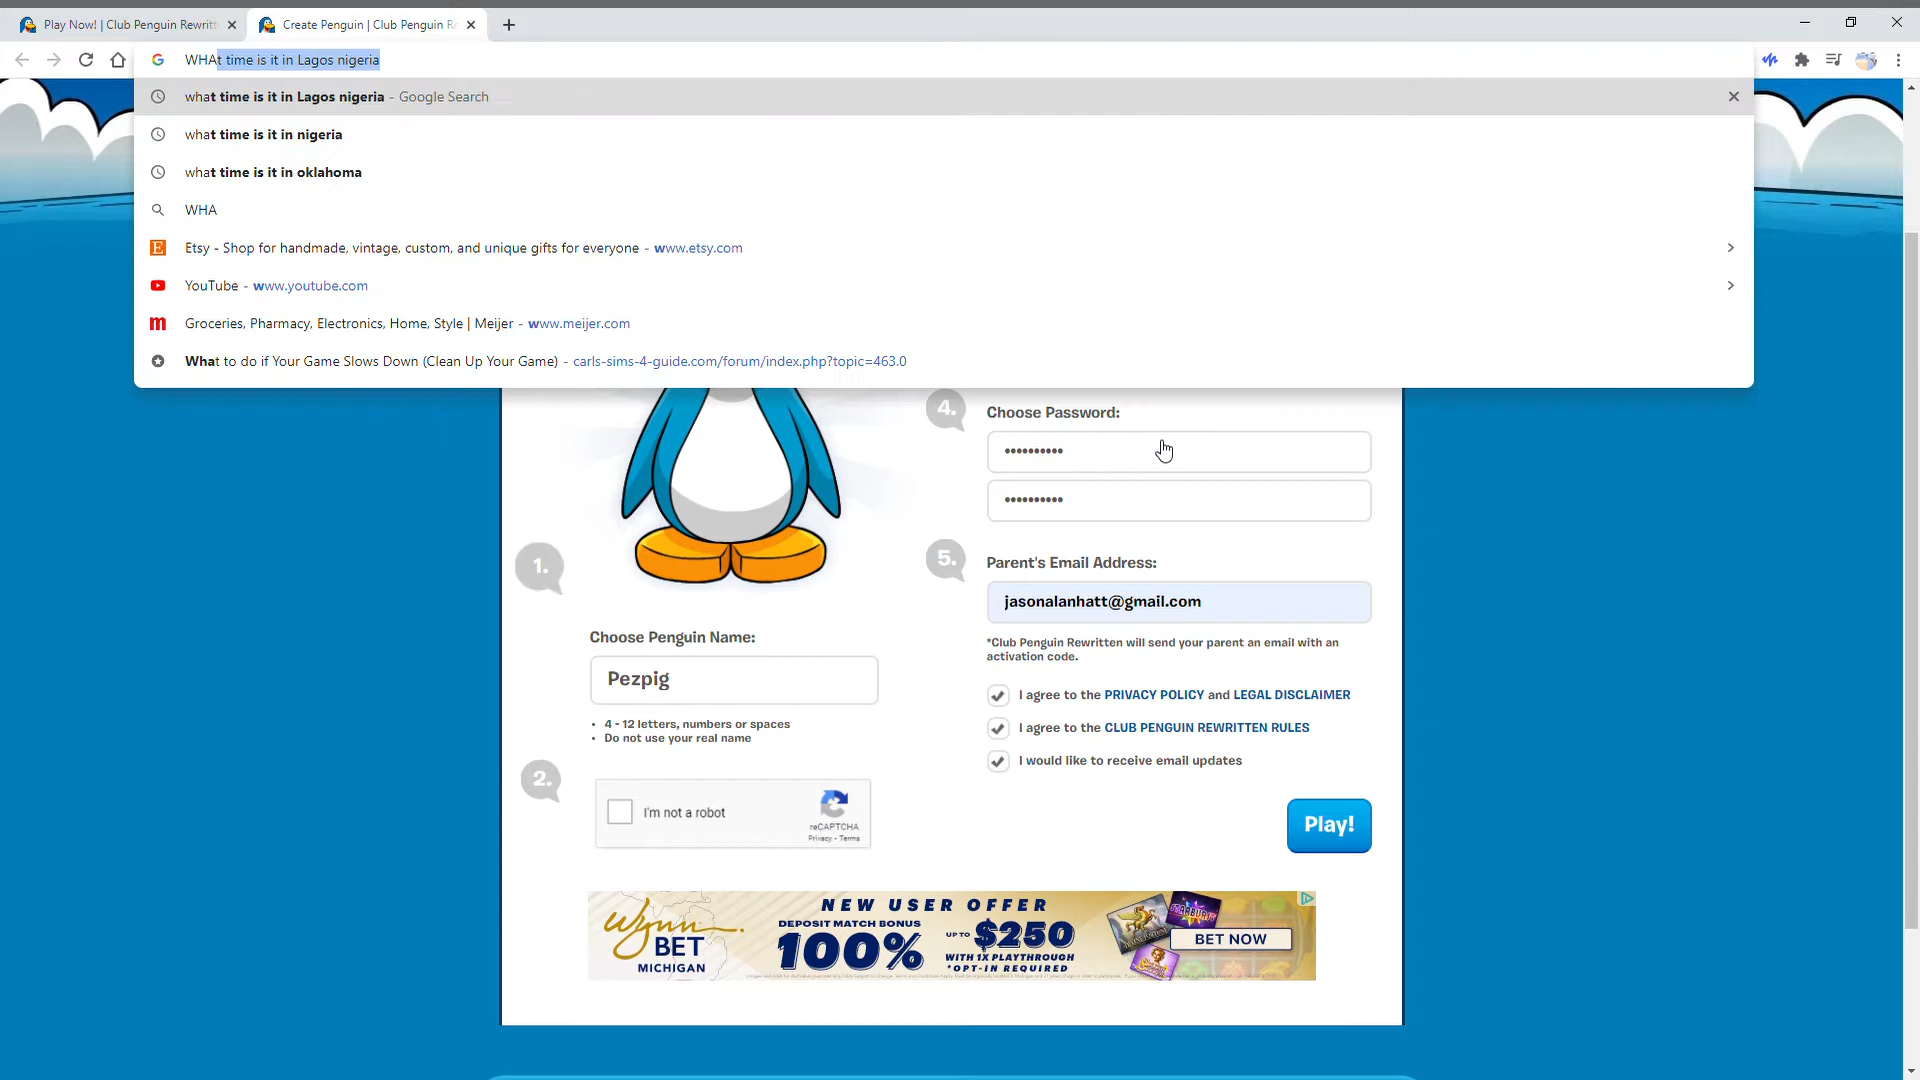 Play Now! | Club Penguin Rewritt
Create Penguin | Club Penguin Re
WHAt time is it in Lagos nigeria
what time is it in Lagos nigeria - Google Search
what time is it in nigeria
what time is it in oklahoma
WHA
Etsy - Shop for handmade, vintage, custom, and unique gifts for everyone - www.etsy.com
YouTube - www.youtube.com
Groceries, Pharmacy, Electronics, Home, Style | Meijer - www.meijer.com
What to do if Your Game Slows Down (Clean Up Your Game) - carls-sims-4-guide.com/forum/index.php?topic=463.0
4.
Choose Password:
••••••••••
••••••••••
1.
5.
Parent's Email Address:
jasonalanhatt@gmail.com
*Club Penguin Rewritten will send your parent an email with an
activation code.
Choose Penguin Name:
Pezpig
• 4 - 12 letters, numbers or spaces
• Do not use your real name
I agree to the PRIVACY POLICY and LEGAL DISCLAIMER
I agree to the CLUB PENGUIN REWRITTEN RULES
I would like to receive email updates
2.
I'm not a robot
reCAPTCHA
Privacy - Terms
Play!
Wynn
BET
MICHIGAN
NEW USER OFFER
DEPOSIT MATCH BONUS
100%
UP TO $250
WITH 1X PLAYTHROUGH
*OPT-IN REQUIRED
STARBURST
BET NOW